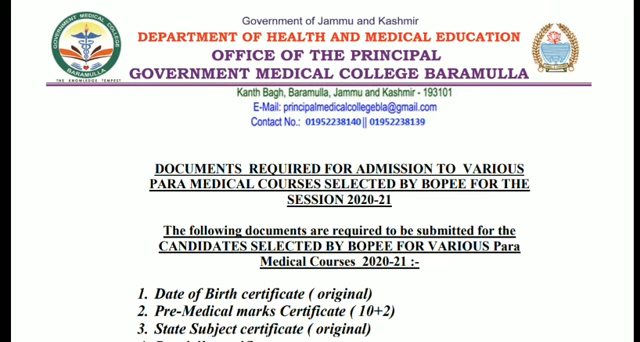 Government of Jammu and Kashmir
DEPARTMENT OF HEALTH AND MEDICAL EDUCATION
OFFICE OF THE PRINCIPAL
GOVERNMENT MEDICAL COLLEGE BARAMULLA
GOVERNMENT MEDICAL COLLEGE
BARAMULLA
THE KNOWLEDGE TEMPEST
Kanth Bagh, Baramulla, Jammu and Kashmir - 193101
E-Mail: principalmedicalcollegebla@gmail.com
Contact No.: 01952238140 || 01952238139
DOCUMENTS REQUIRED FOR ADMISSION TO VARIOUS
PARA MEDICAL COURSES SELECTED BY BOPEE FOR THE
SESSION 2020-21
The following documents are required to be submitted for the
CANDIDATES SELECTED BY BOPEE FOR VARIOUS Para
Medical Courses 2020-21 :-
1. Date of Birth certificate ( original)
2. Pre-Medical marks Certificate ( 10+2)
3. State Subject certificate ( original)